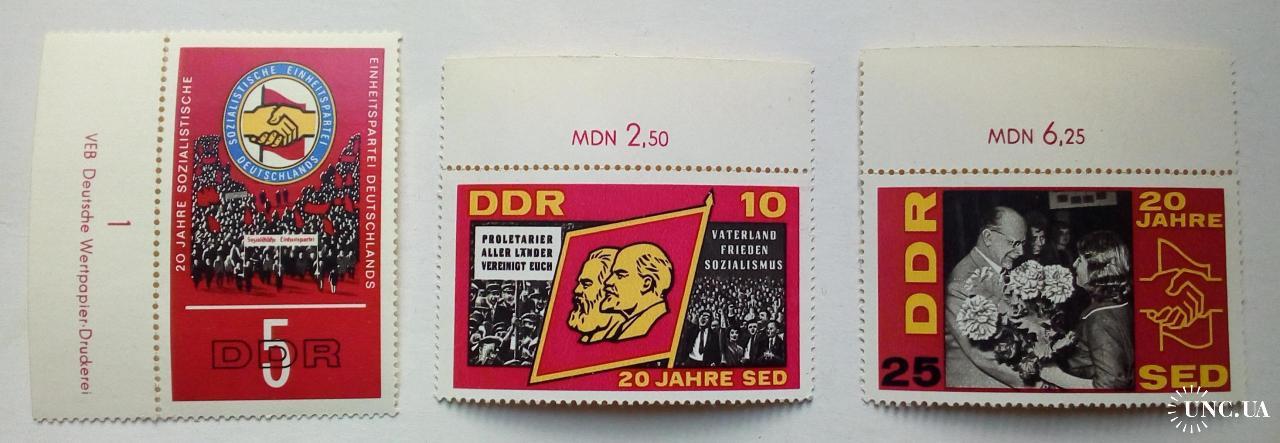 VEB Deutsche Wertpapier-Druckerei
1
20 JAHRE SOZIALISTISCHE
EINHEITSPARTEI DEUTSCHLANDS
SOZIALISTISCHE EINHEITSPARTEI
DEUTSCHLANDS
Sozialistische Einheitspartei
5
DDR
MDN 2,50
DDR 10
PROLETARIER
ALLER LÄNDER
VEREINIGT EUCH
VATERLAND
FRIEDEN
SOZIALISMUS
20 JAHRE SED
MDN 6,25
DDR
25
20
JAHRE
SED
UNC.UA